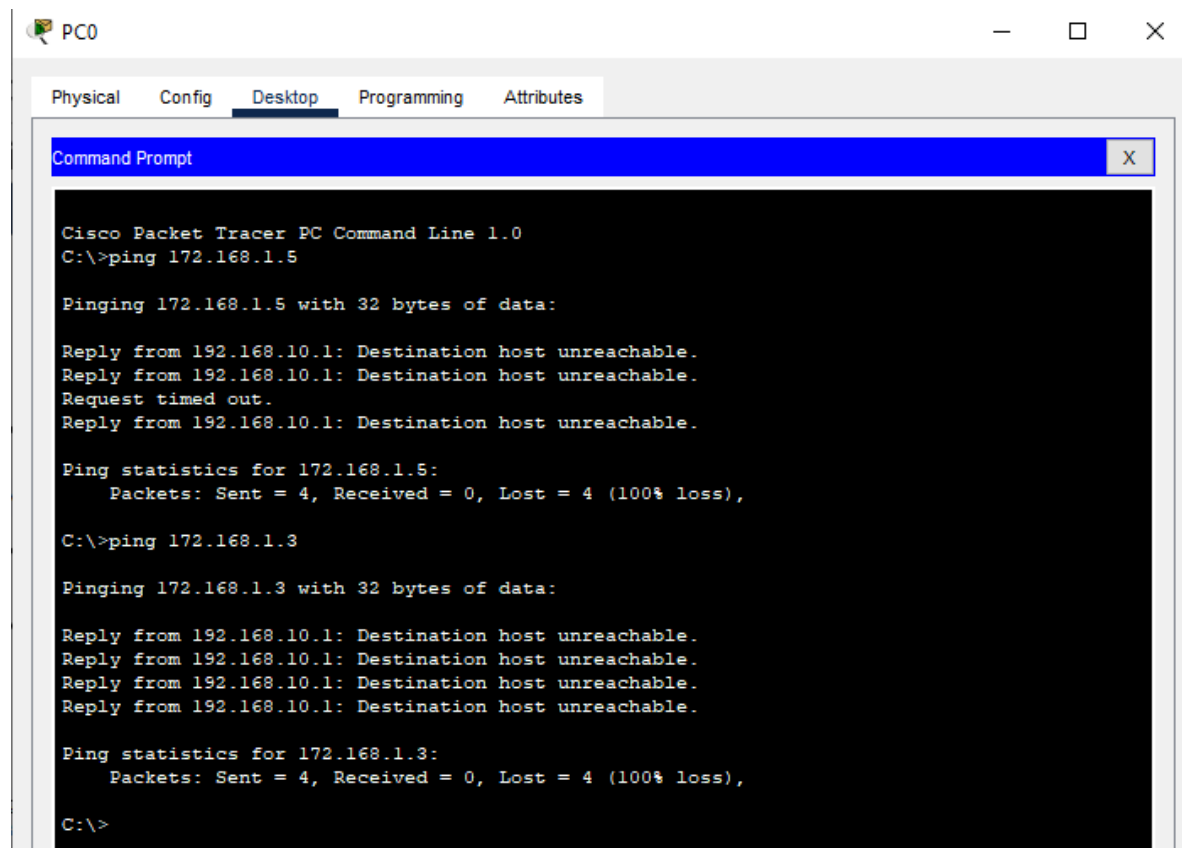 PC0
Physical Config Desktop Programming Attributes
Command Prompt X
Cisco Packet Tracer PC Command Line 1.0
C:\>ping 172.168.1.5
Pinging 172.168.1.5 with 32 bytes of data:
Reply from 192.168.10.1: Destination host unreachable.
Reply from 192.168.10.1: Destination host unreachable.
Request timed out.
Reply from 192.168.10.1: Destination host unreachable.
Ping statistics for 172.168.1.5:
    Packets: Sent = 4, Received = 0, Lost = 4 (100% loss),
C:\>ping 172.168.1.3
Pinging 172.168.1.3 with 32 bytes of data:
Reply from 192.168.10.1: Destination host unreachable.
Reply from 192.168.10.1: Destination host unreachable.
Reply from 192.168.10.1: Destination host unreachable.
Reply from 192.168.10.1: Destination host unreachable.
Ping statistics for 172.168.1.3:
    Packets: Sent = 4, Received = 0, Lost = 4 (100% loss),
C:\>